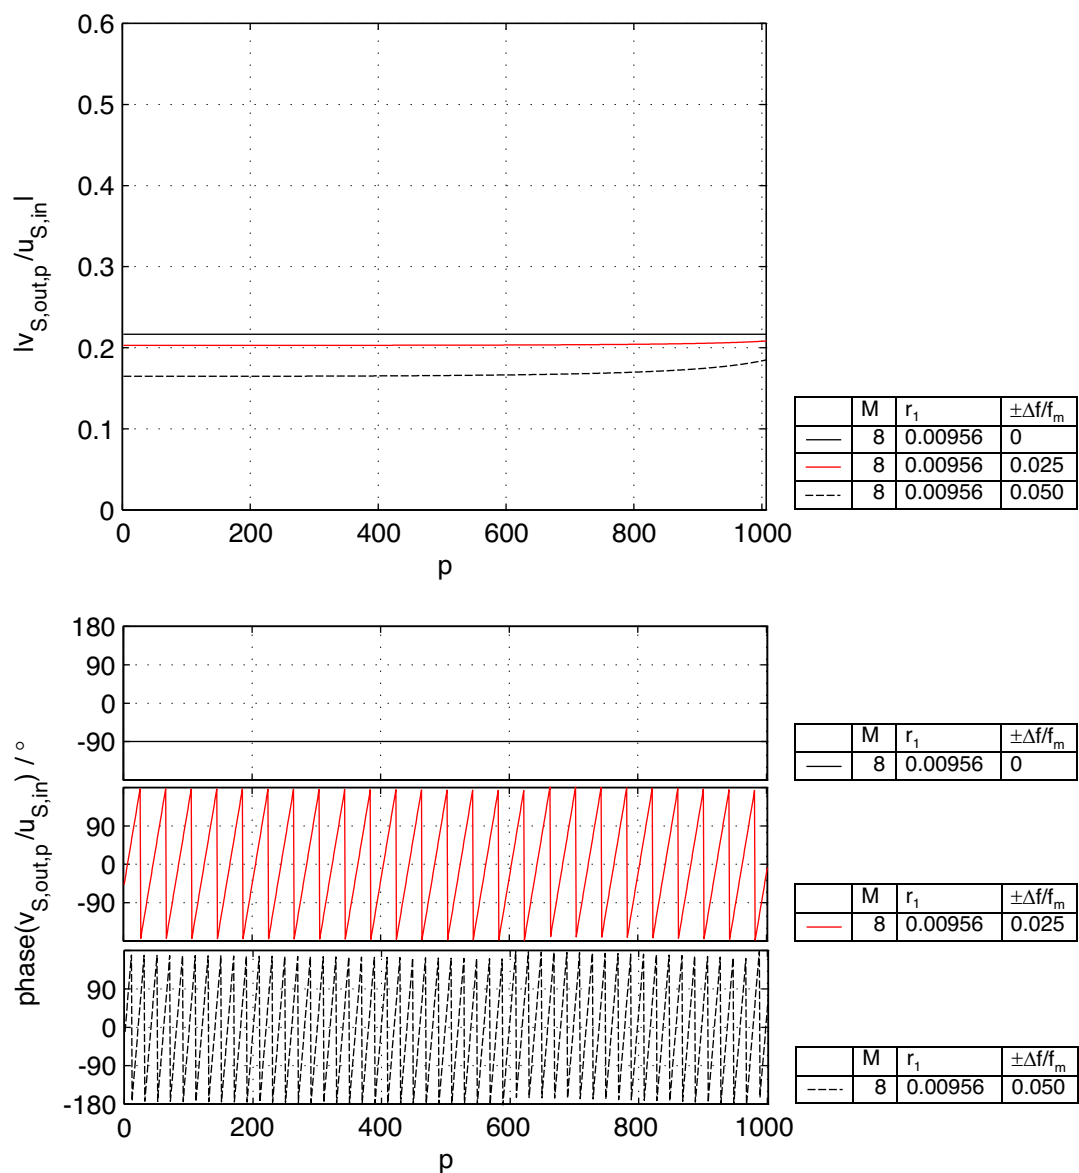 0.6
0.5
0.4
0.3
0.2
0.1
0
|v_S,out,p /u_S,in|
0 200 400 600 800 1000
p
M r_1 ±Δf/f_m
8 0.00956 0
8 0.00956 0.025
8 0.00956 0.050
180
90
0
-90
90
0
-90
90
0
-90
-180
phase(v_S,out,p /u_S,in) / °
0 200 400 600 800 1000
p
M r_1 ±Δf/f_m
8 0.00956 0
M r_1 ±Δf/f_m
8 0.00956 0.025
M r_1 ±Δf/f_m
8 0.00956 0.050